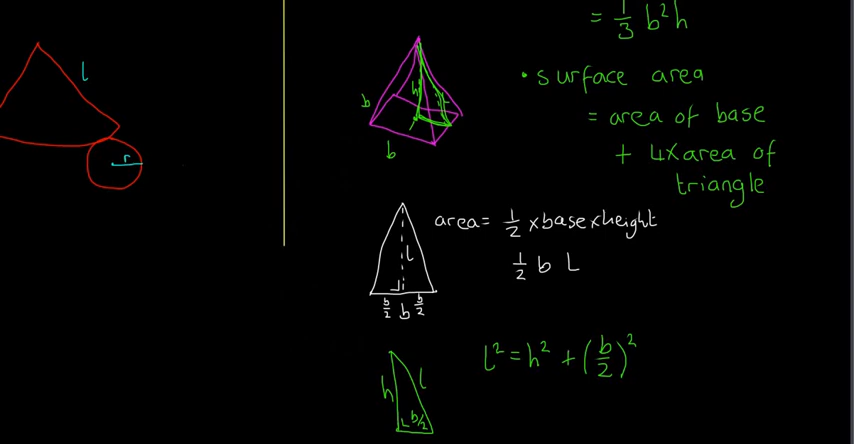 l
r
= 1/3 b²h
b
h
l
b
• surface area
= area of base
+ 4×area of
triangle
l
b/2 b b/2
area= 1/2 ×base×height
1/2 b L
h
l
b/2
l² = h² + (b/2)²